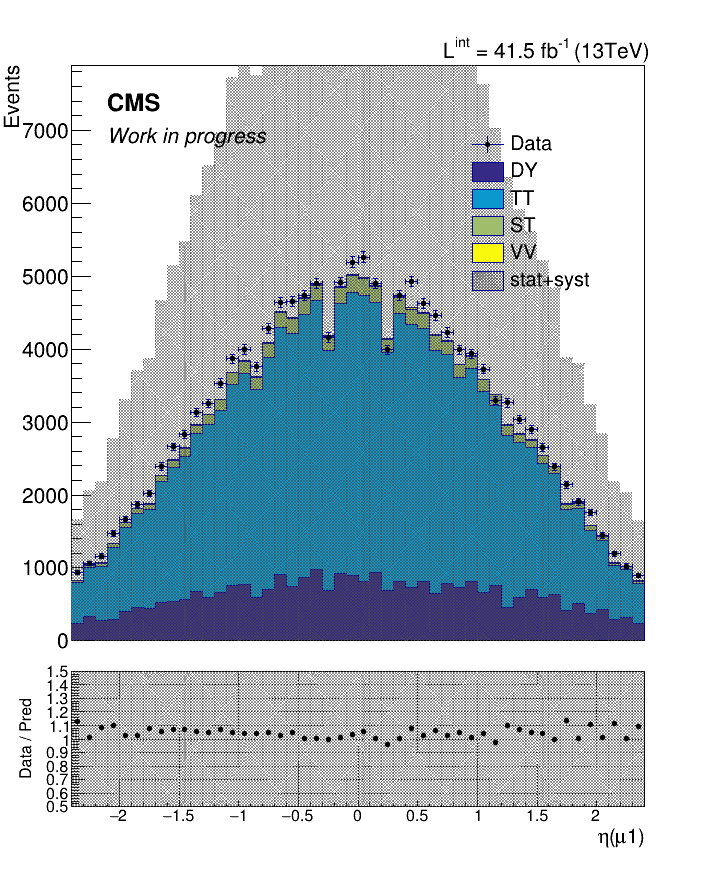 L^int = 41.5 fb^-1 (13TeV)
Events
CMS
Work in progress
Data
DY
TT
ST
VV
stat+syst
7000
6000
5000
4000
3000
2000
1000
0
Data / Pred
1.5
1.4
1.3
1.2
1.1
1
0.9
0.8
0.7
0.6
0.5
−2 −1.5 −1 −0.5 0 0.5 1 1.5 2
η(μ1)